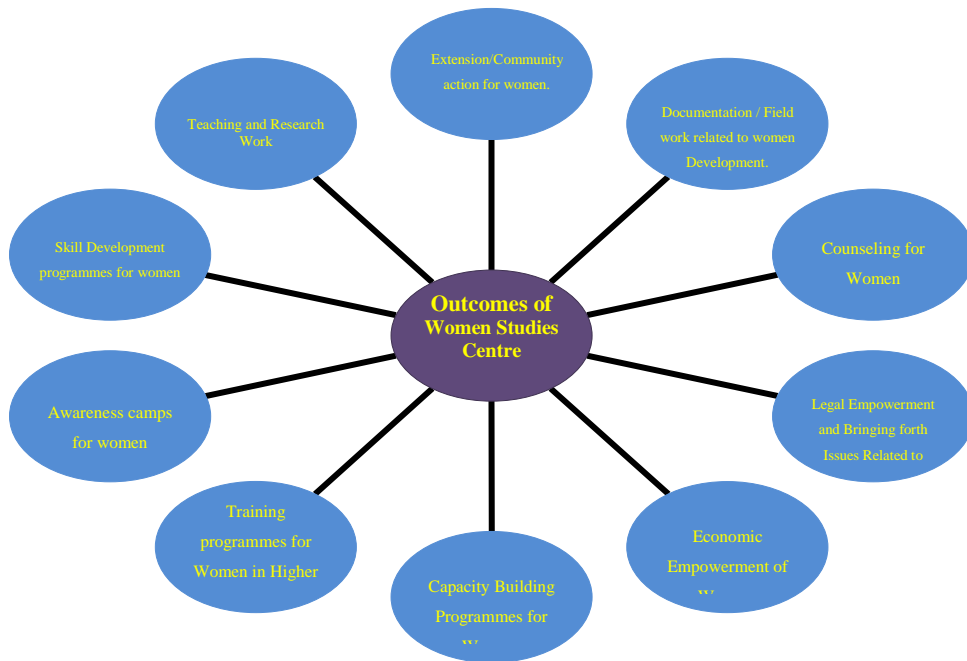 Outcomes of
Women Studies
Centre
Extension/Community
action for women.
Documentation / Field
work related to women
Development.
Counseling for
Women
Legal Empowerment
and Bringing forth
Issues Related to
Economic
Empowerment of
Capacity Building
Programmes for
Training
programmes for
Women in Higher
Awareness camps
for women
Skill Development
programmes for women
Teaching and Research
Work